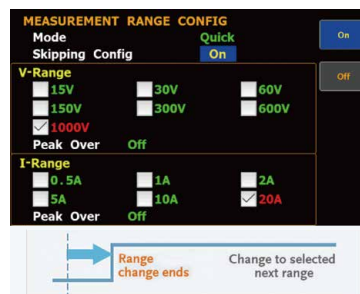 MEASUREMENT RANGE CONFIG
Mode Quick
Skipping Config On
On
Off
V-Range
15V 30V 60V
150V 300V 600V
1000V
Peak Over Off
I-Range
0.5A 1A 2A
5A 10A 20A
Peak Over Off
Range change ends
Change to selected next range